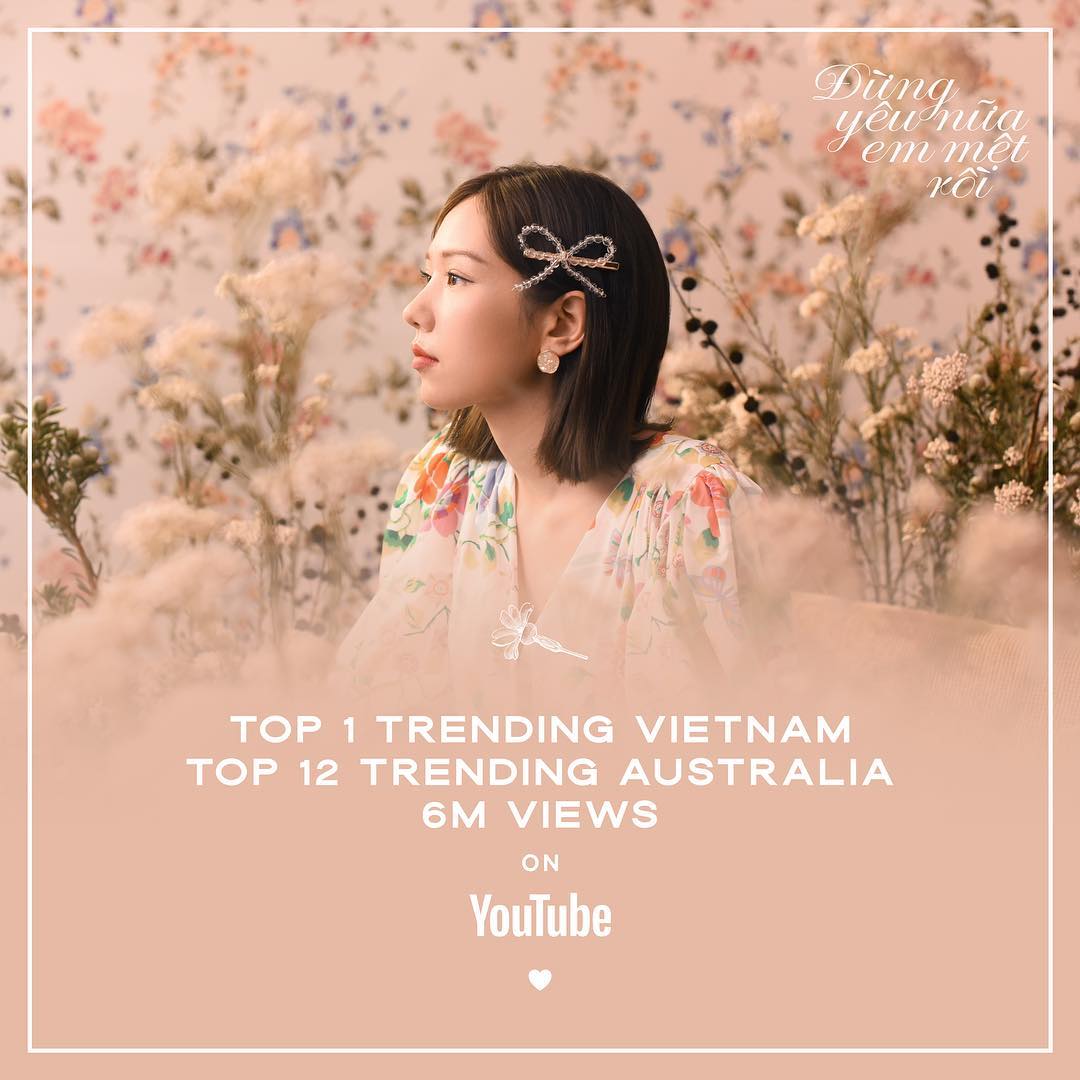 Đừng
yêu nữa
em mệt
rồi
TOP 1 TRENDING VIETNAM
TOP 12 TRENDING AUSTRALIA
6M VIEWS
ON
YouTube